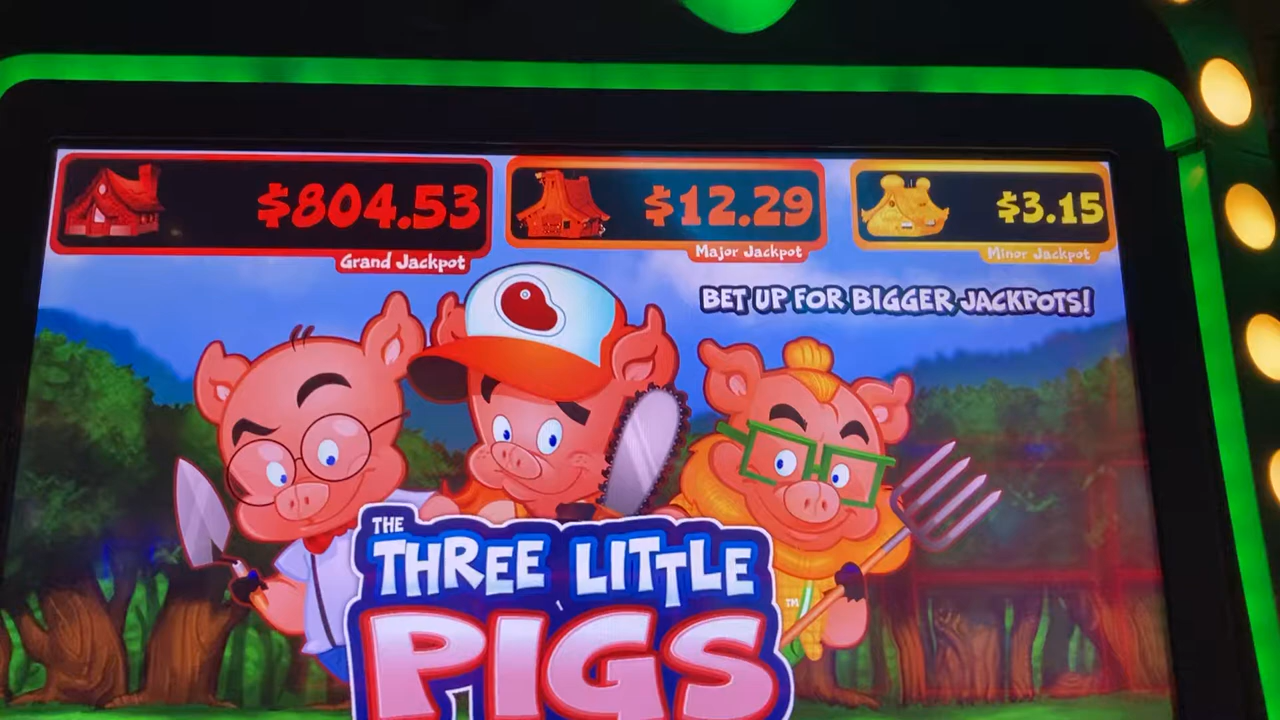 $804.53
Grand Jackpot
$12.29
Major Jackpot
$3.15
Minor Jackpot
BET UP FOR BIGGER JACKPOTS!
THE
THREE LITTLE
PIGS
TM